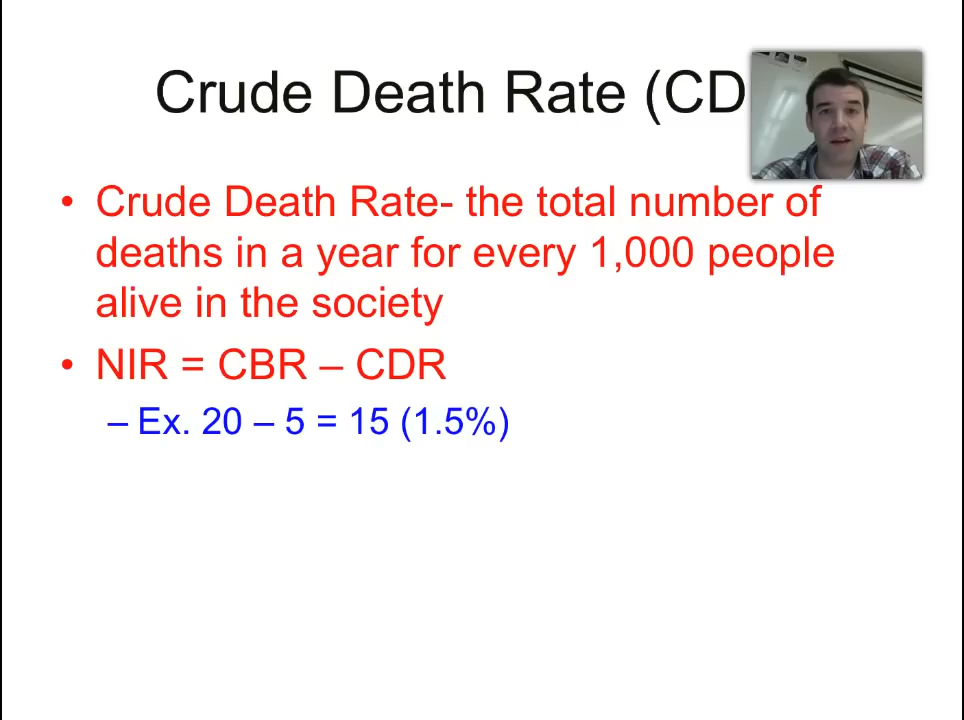 Crude Death Rate (CD
• Crude Death Rate- the total number of
deaths in a year for every 1,000 people
alive in the society
• NIR = CBR – CDR
– Ex. 20 – 5 = 15 (1.5%)